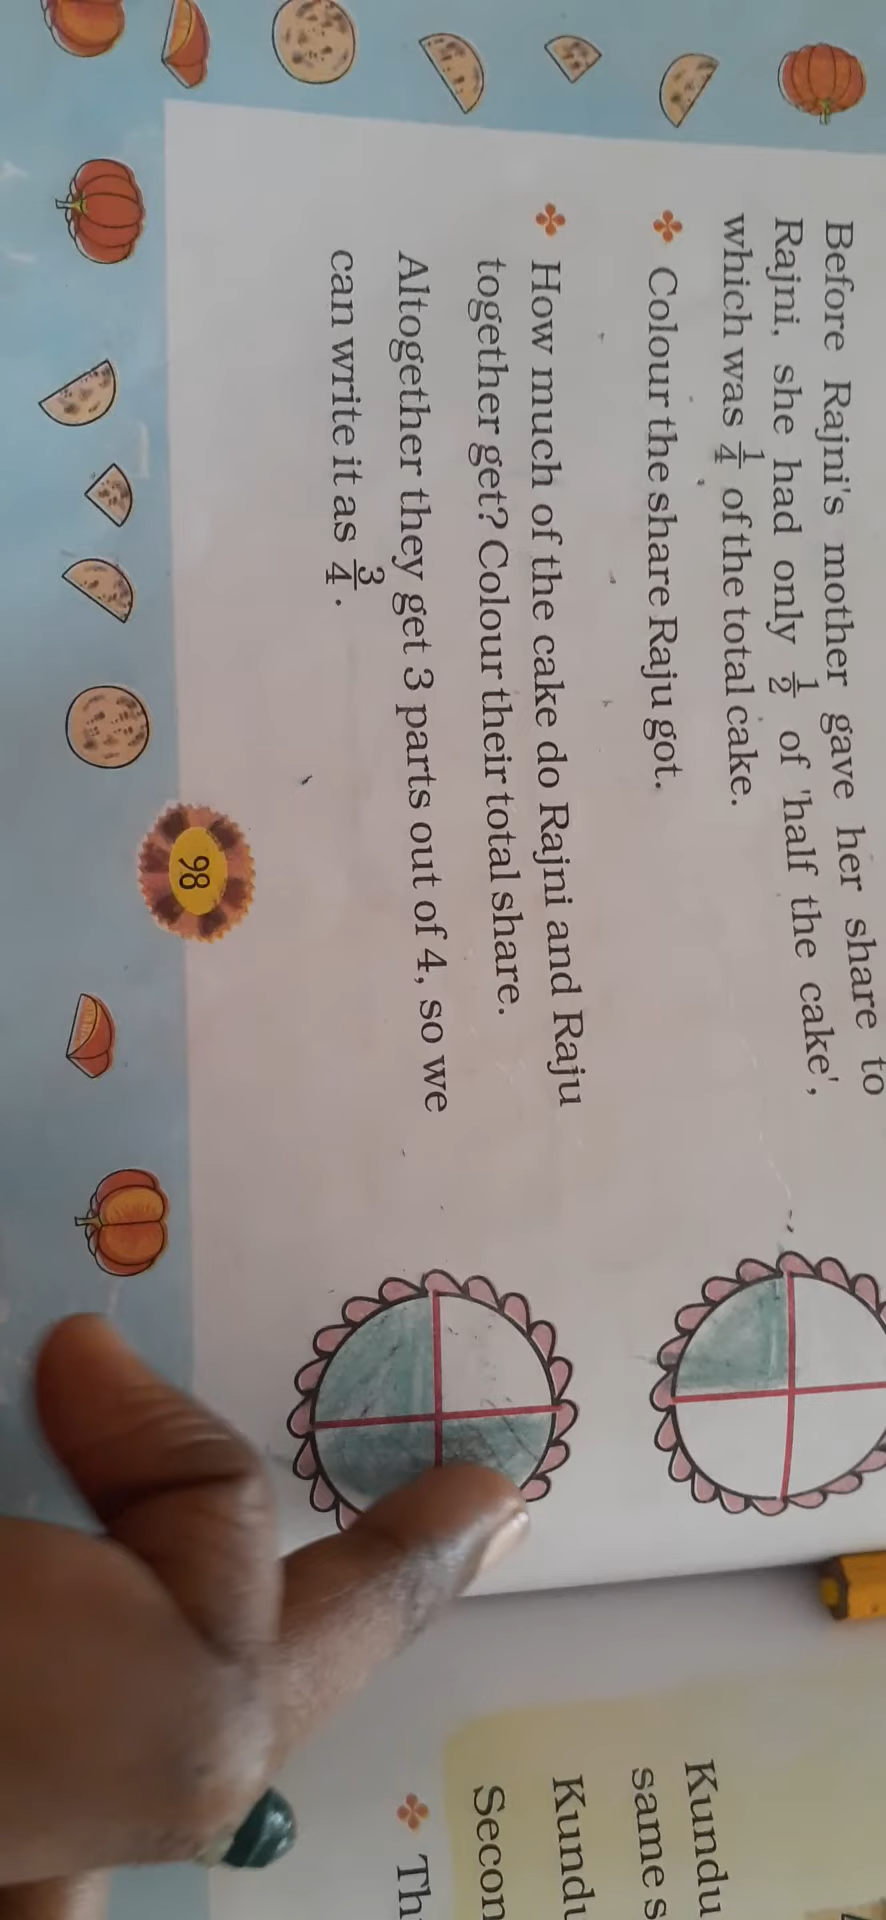 Before Rajni's mother gave her share to
Rajni, she had only 1/2 of 'half the cake',
which was 1/4 of the total cake.
Colour the share Raju got.
How much of the cake do Rajni and Raju
together get? Colour their total share.
Altogether they get 3 parts out of 4, so we
can write it as 3/4.
98
Kundu
same s
Kundu
Secon
Th